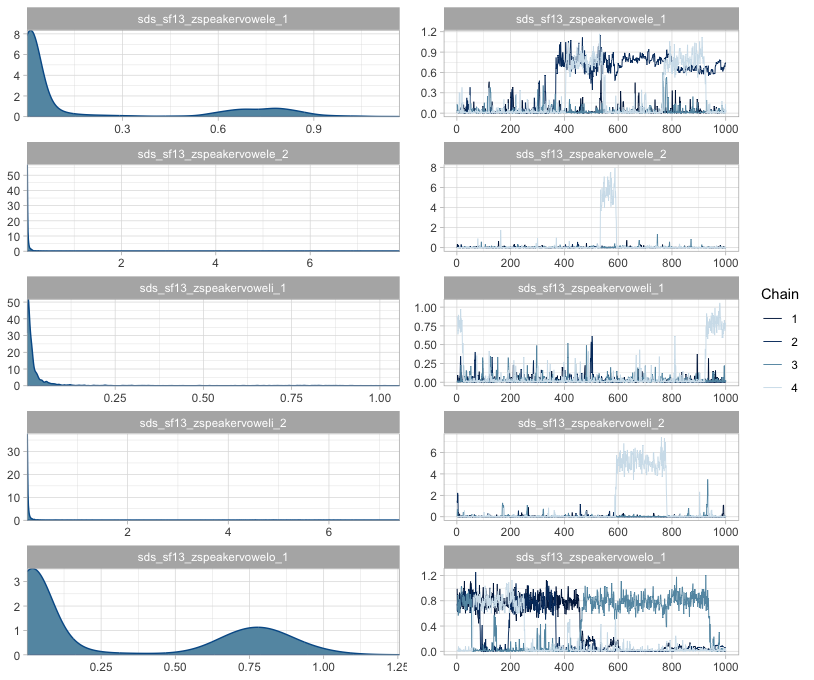 sds_sf13_zspeakervowele_1
8
6
4
2
0
0.3 0.6 0.9
sds_sf13_zspeakervowele_1
1.2
0.9
0.6
0.3
0.0
0 200 400 600 800 1000
sds_sf13_zspeakervowele_2
50
40
30
20
10
0
2 4 6
sds_sf13_zspeakervowele_2
8
6
4
2
0
0 200 400 600 800 1000
sds_sf13_zspeakervoweli_1
50
40
30
20
10
0
0.25 0.50 0.75 1.00
sds_sf13_zspeakervoweli_1
1.00
0.75
0.50
0.25
0.00
0 200 400 600 800 1000
sds_sf13_zspeakervoweli_2
30
20
10
0
2 4 6
sds_sf13_zspeakervoweli_2
6
4
2
0
0 200 400 600 800 1000
sds_sf13_zspeakervowelo_1
3
2
1
0
0.25 0.50 0.75 1.00 1.25
sds_sf13_zspeakervowelo_1
1.2
0.8
0.4
0.0
0 200 400 600 800 1000
Chain
1
2
3
4